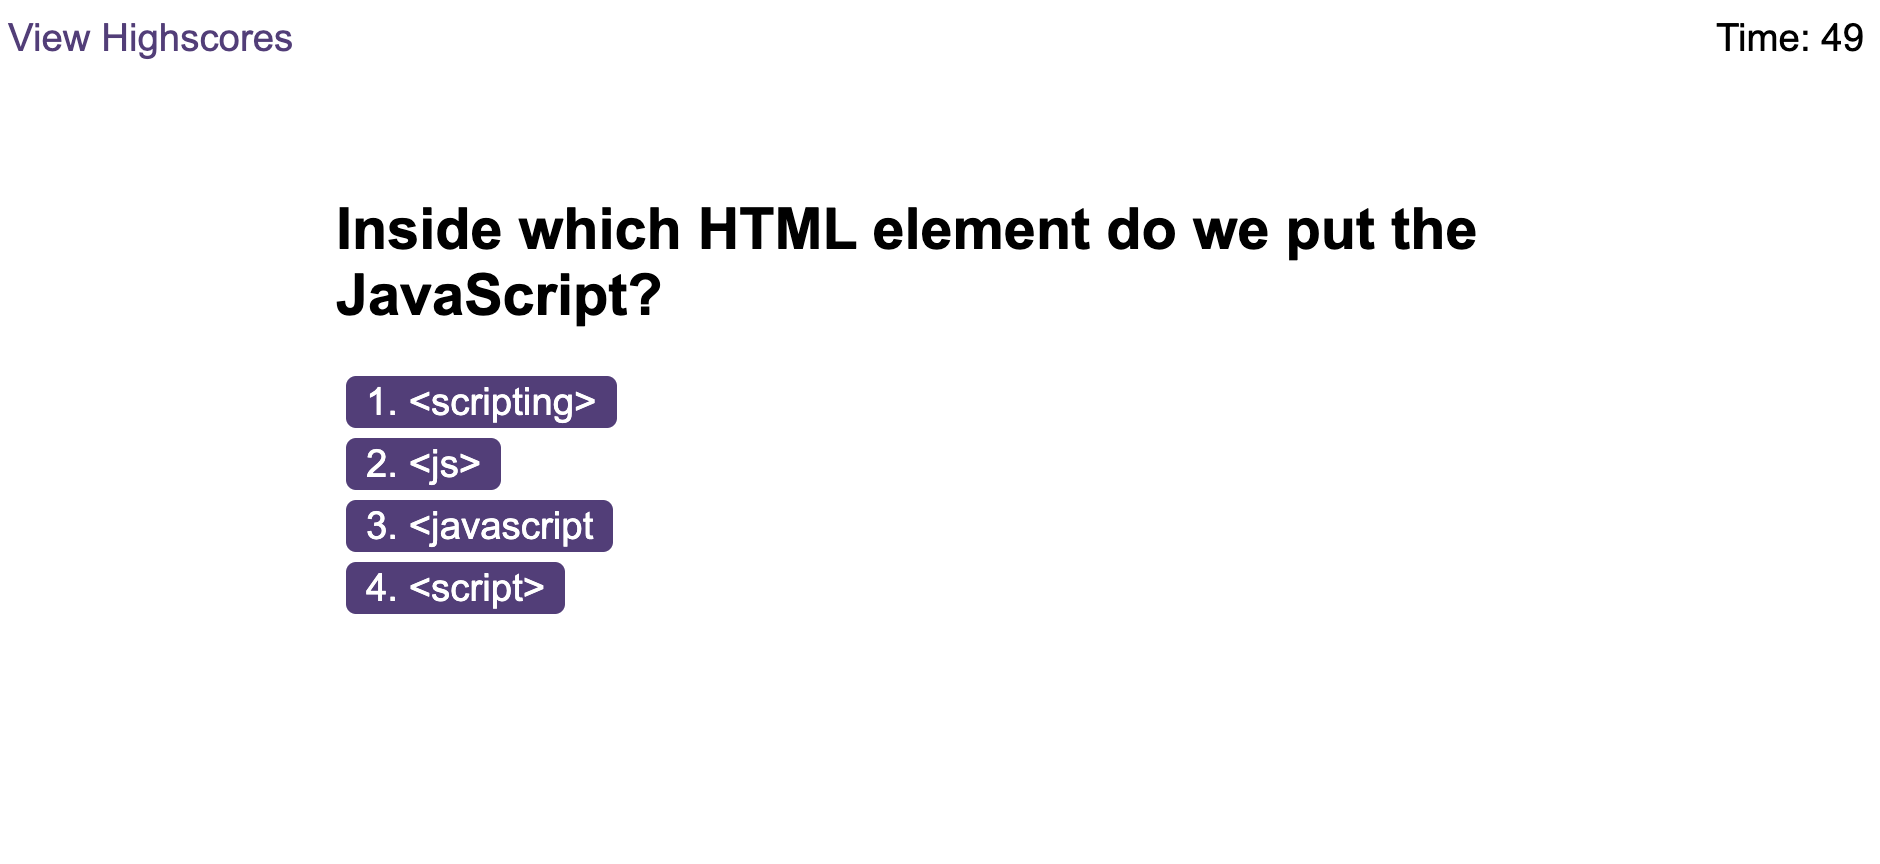 View Highscores
Time: 49
Inside which HTML element do we put the
JavaScript?
1. <scripting>
2. <js>
3. <javascript
4. <script>